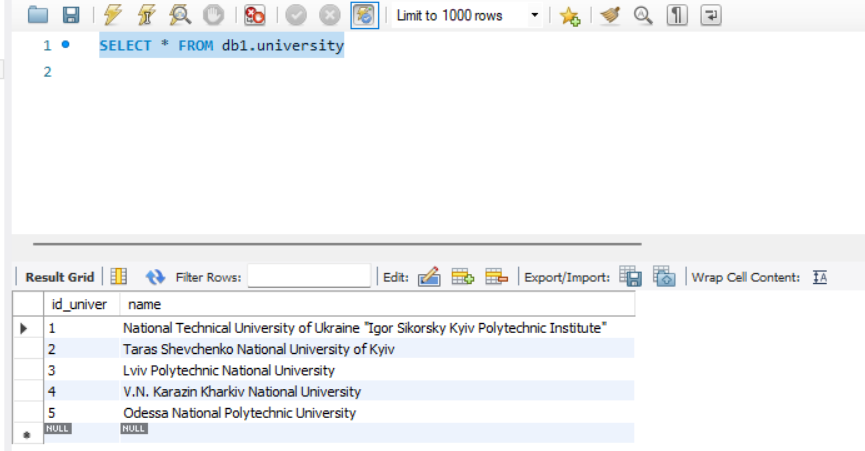 Limit to 1000 rows
1 SELECT * FROM db1.university
2
Result Grid Filter Rows: Edit: Export/Import: Wrap Cell Content: IA
id_univer name
1 National Technical University of Ukraine "Igor Sikorsky Kyiv Polytechnic Institute"
2 Taras Shevchenko National University of Kyiv
3 Lviv Polytechnic National University
4 V.N. Karazin Kharkiv National University
5 Odessa National Polytechnic University
NULL NULL